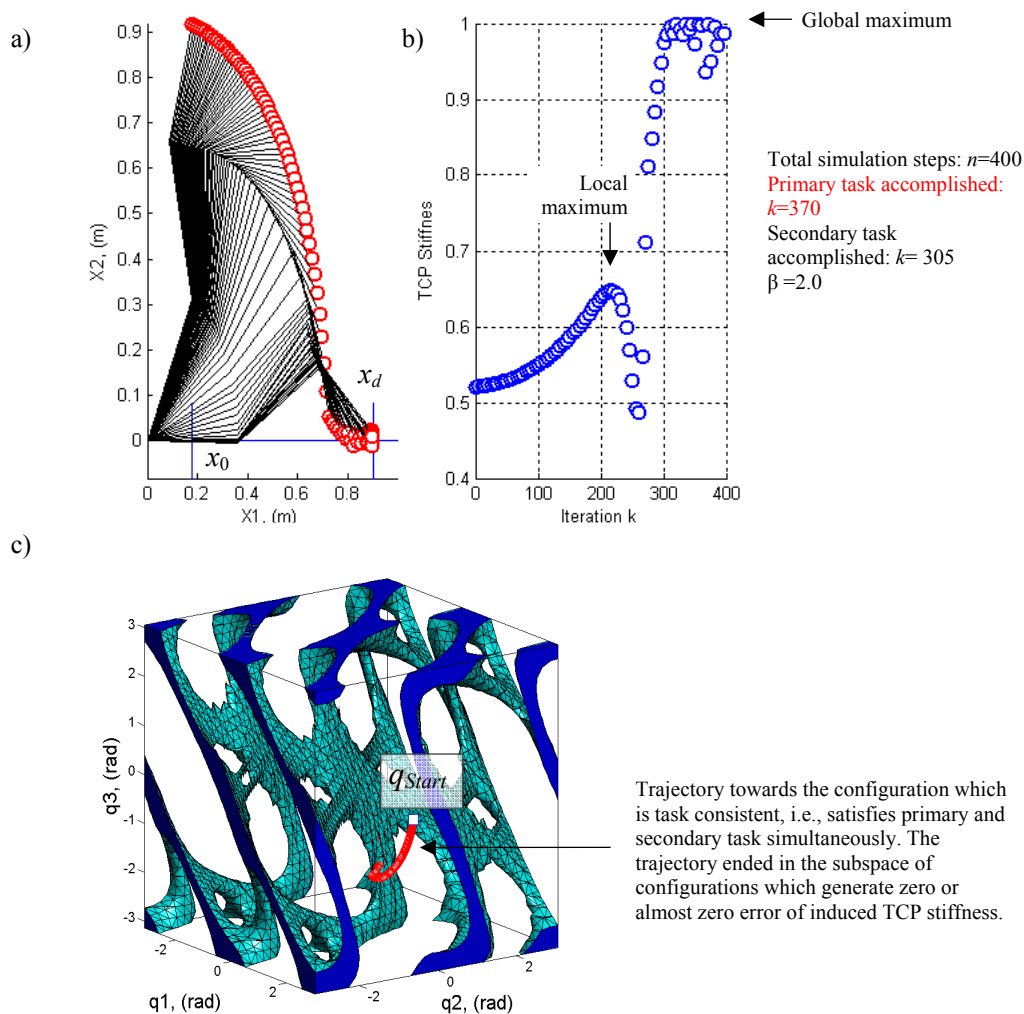 a)
0.9
0.8
0.7
0.6
0.5
0.4
0.3
0.2
0.1
0
X2, (m)
x0
xd
0 0.2 0.4 0.6 0.8
X1, (m)
b)
Global maximum
1
0.9
0.8
0.7
0.6
0.5
0.4
TCP Stiffnes
Local
maximum
0 100 200 300 400
Iteration k
Total simulation steps: n=400
Primary task accomplished:
k=370
Secondary task
accomplished: k= 305
β =2.0
c)
3
2
1
0
-1
-2
-3
q3, (rad)
qStart
-2 0 2
q1, (rad)
-2 0 2
q2, (rad)
Trajectory towards the configuration which
is task consistent, i.e., satisfies primary and
secondary task simultaneously. The
trajectory ended in the subspace of
configurations which generate zero or
almost zero error of induced TCP stiffness.